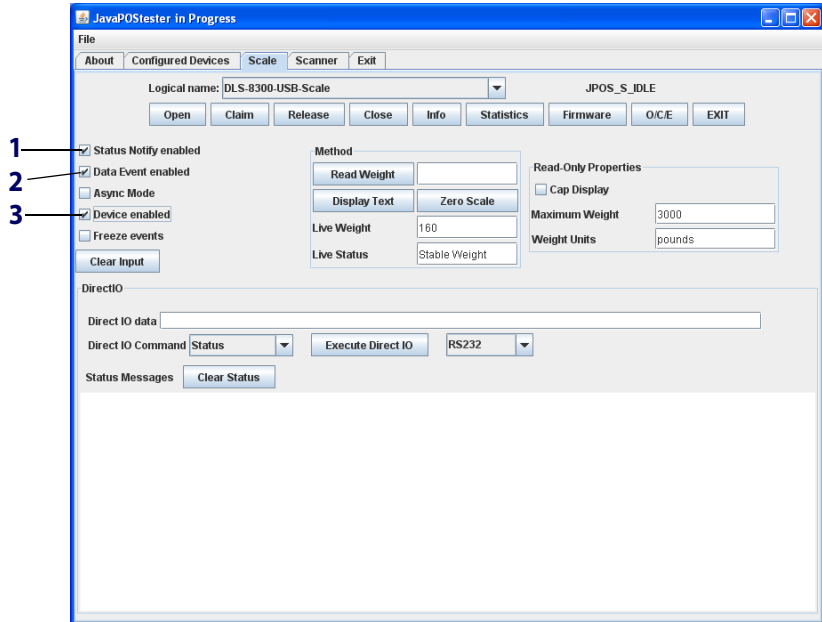 JavaPOStester in Progress
File
About Configured Devices Scale Scanner Exit
Logical name: DLS-8300-USB-Scale JPOS_S_IDLE
Open Claim Release Close Info Statistics Firmware O/C/E EXIT
1 Status Notify enabled
2 Data Event enabled
Async Mode
3 Device enabled
Freeze events
Clear Input
Method
Read Weight
Display Text Zero Scale
Live Weight 160
Live Status Stable Weight
Read-Only Properties
Cap Display
Maximum Weight 3000
Weight Units pounds
DirectIO
Direct IO data
Direct IO Command Status Execute Direct IO RS232
Status Messages Clear Status